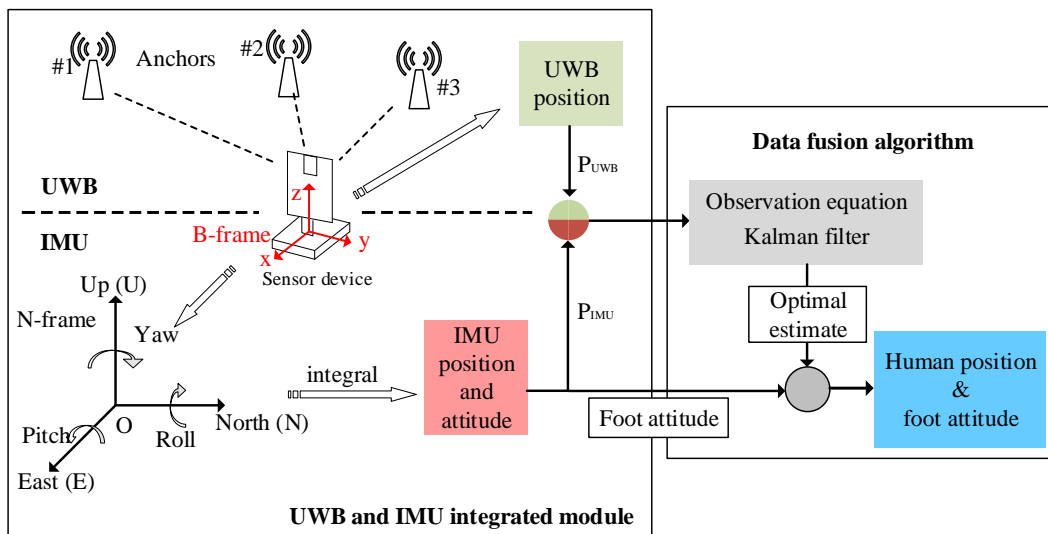 #1
Anchors
#2
#3
UWB
position
Data fusion algorithm
P_UWB
UWB
IMU
z
B-frame
y
x
Sensor device
Observation equation
Kalman filter
Up (U)
N-frame
Yaw
P_IMU
Optimal
estimate
integral
IMU
position
and
attitude
Human position
&
foot attitude
Foot attitude
North (N)
O
Roll
Pitch
East (E)
UWB and IMU integrated module